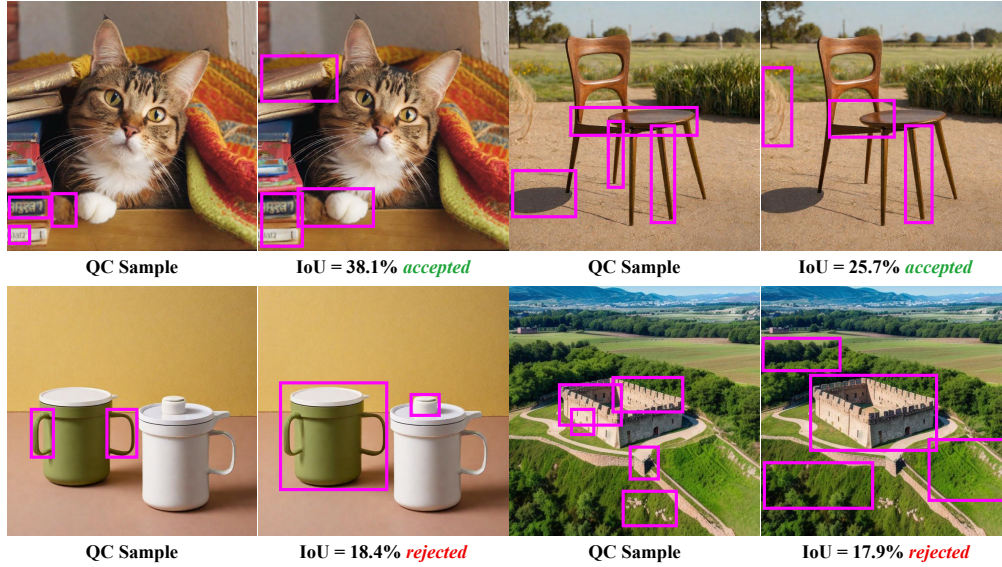 QC Sample
IoU = 38.1% accepted
QC Sample
IoU = 25.7% accepted
QC Sample
IoU = 18.4% rejected
QC Sample
IoU = 17.9% rejected